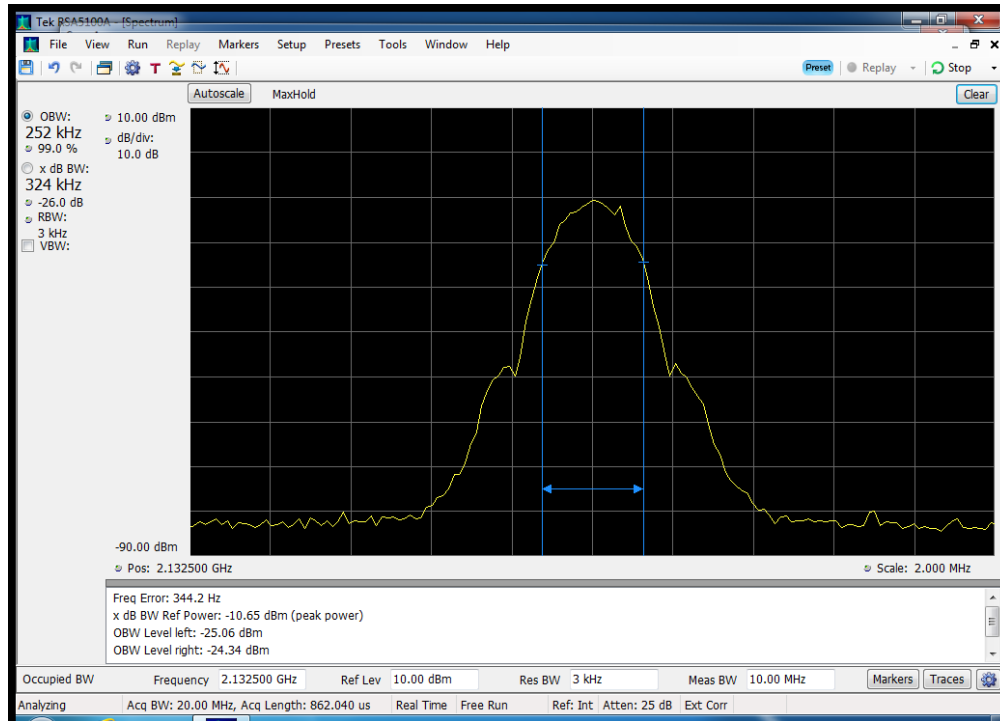 Tek RSA5100A - [Spectrum]
File View Run Replay Markers Setup Presets Tools Window Help
T Preset Replay Stop
Autoscale MaxHold Clear
OBW: 10.00 dBm
252 kHz
99.0 %
dB/div:
10.0 dB
x dB BW:
324 kHz
-26.0 dB
RBW:
3 kHz
VBW:
-90.00 dBm
Pos: 2.132500 GHz Scale: 2.000 MHz
Freq Error: 344.2 Hz
x dB BW Ref Power: -10.65 dBm (peak power)
OBW Level left: -25.06 dBm
OBW Level right: -24.34 dBm
Occupied BW Frequency 2.132500 GHz Ref Lev 10.00 dBm Res BW 3 kHz Meas BW 10.00 MHz Markers Traces
Analyzing Acq BW: 20.00 MHz, Acq Length: 862.040 us Real Time Free Run Ref: Int Atten: 25 dB Ext Corr